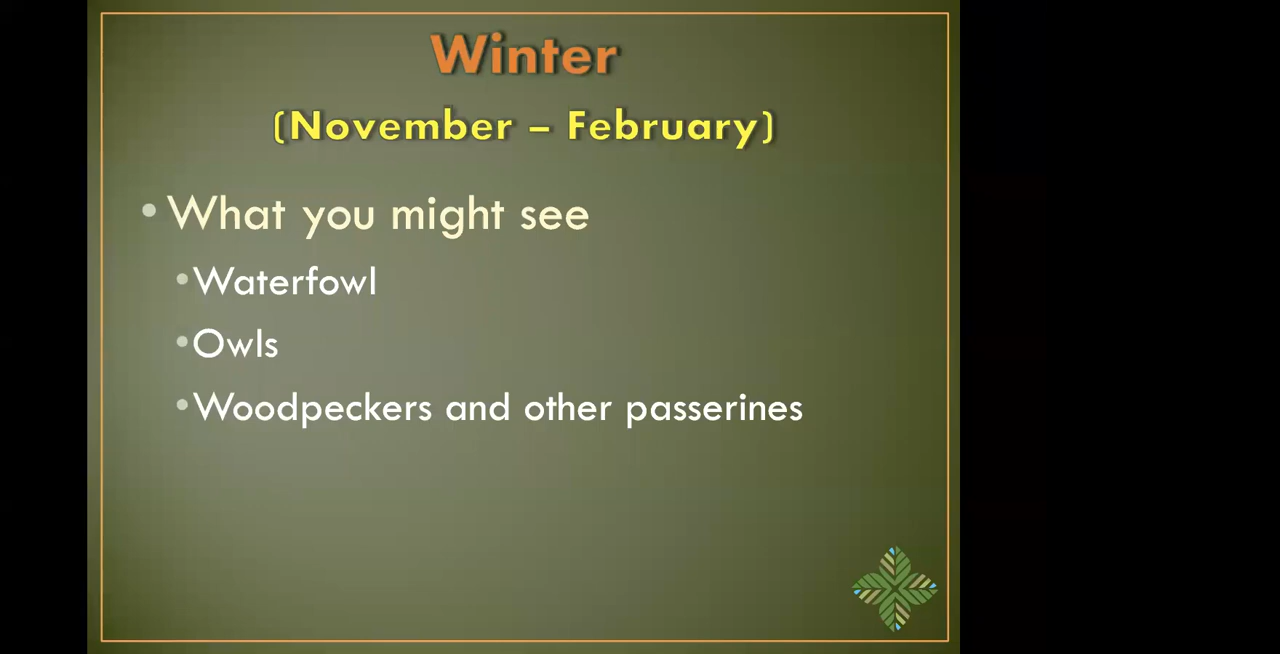 Winter
(November – February)
• What you might see
• Waterfowl
• Owls
• Woodpeckers and other passerines